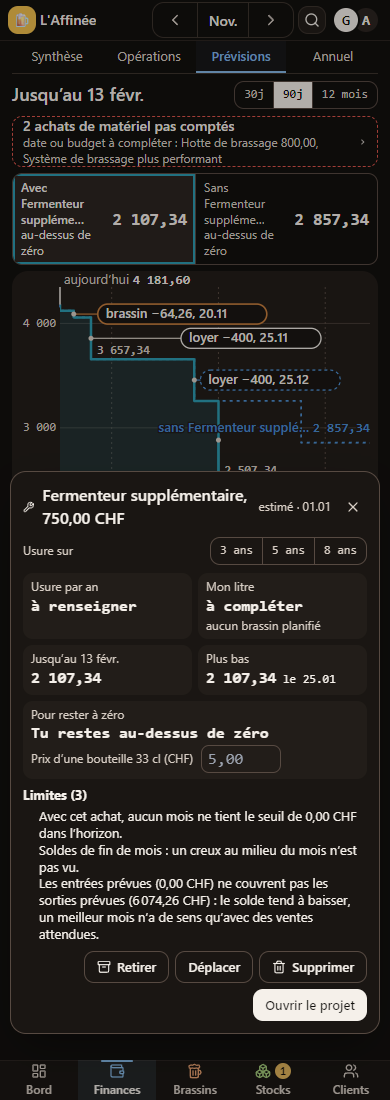 L'Affinée
Nov.
G A
Synthèse Opérations Prévisions Annuel
Jusqu'au 13 févr.
30j 90j 12 mois
2 achats de matériel pas comptés
date ou budget à compléter : Hotte de brassage 800,00,
Système de brassage plus performant
Avec
Fermenteur
suppléme...
au-dessus de
zéro
2 107,34
Sans
Fermenteur
suppléme...
au-dessus de
zéro
2 857,34
aujourd'hui 4 181,60
brassin −64,26, 20.11
4 000
loyer −400, 25.11
3 657,34
loyer −400, 25.12
3 000
sans Fermenteur supplé... 2 857,34
2 507,34
Fermenteur supplémentaire,
750,00 CHF
estimé · 01.01
Usure sur
3 ans 5 ans 8 ans
Usure par an
à renseigner
Mon litre
à compléter
aucun brassin planifié
Jusqu'au 13 févr.
2 107,34
Plus bas
2 107,34 le 25.01
Pour rester à zéro
Tu restes au-dessus de zéro
Prix d'une bouteille 33 cl (CHF) 5,00
Limites (3)
Avec cet achat, aucun mois ne tient le seuil de 0,00 CHF
dans l'horizon.
Soldes de fin de mois : un creux au milieu du mois n'est
pas vu.
Les entrées prévues (0,00 CHF) ne couvrent pas les
sorties prévues (6 074,26 CHF) : le solde tend à baisser,
un meilleur mois n'a de sens qu'avec des ventes
attendues.
Retirer Déplacer Supprimer
Ouvrir le projet
1
Bord Finances Brassins Stocks Clients